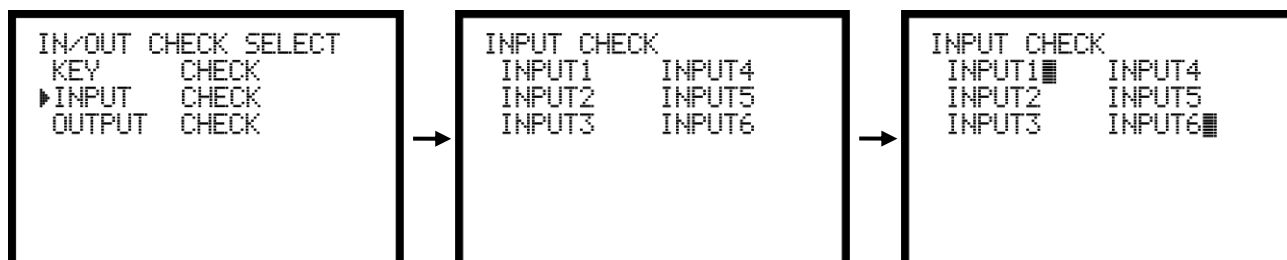 IN/OUT CHECK SELECT
KEY CHECK
▶INPUT CHECK
OUTPUT CHECK
INPUT CHECK
INPUT1 INPUT4
INPUT2 INPUT5
INPUT3 INPUT6
INPUT CHECK
INPUT1 INPUT4
INPUT2 INPUT5
INPUT3 INPUT6